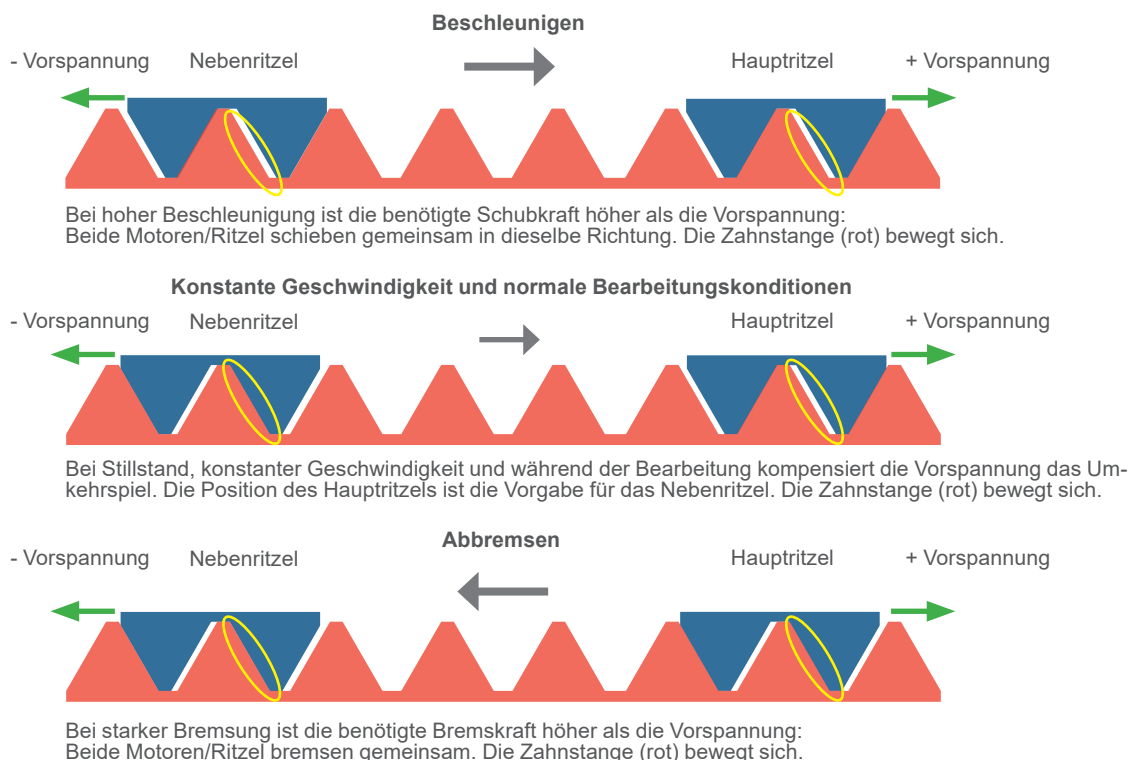 Beschleunigen
- Vorspannung Nebenritzel Hauptritzel + Vorspannung
Bei hoher Beschleunigung ist die benötigte Schubkraft höher als die Vorspannung:
Beide Motoren/Ritzel schieben gemeinsam in dieselbe Richtung. Die Zahnstange (rot) bewegt sich.
Konstante Geschwindigkeit und normale Bearbeitungskonditionen
- Vorspannung Nebenritzel Hauptritzel + Vorspannung
Bei Stillstand, konstanter Geschwindigkeit und während der Bearbeitung kompensiert die Vorspannung das Um-
kehrspiel. Die Position des Hauptritzels ist die Vorgabe für das Nebenritzel. Die Zahnstange (rot) bewegt sich.
Abbremsen
- Vorspannung Nebenritzel Hauptritzel + Vorspannung
Bei starker Bremsung ist die benötigte Bremskraft höher als die Vorspannung:
Beide Motoren/Ritzel bremsen gemeinsam. Die Zahnstange (rot) bewegt sich.